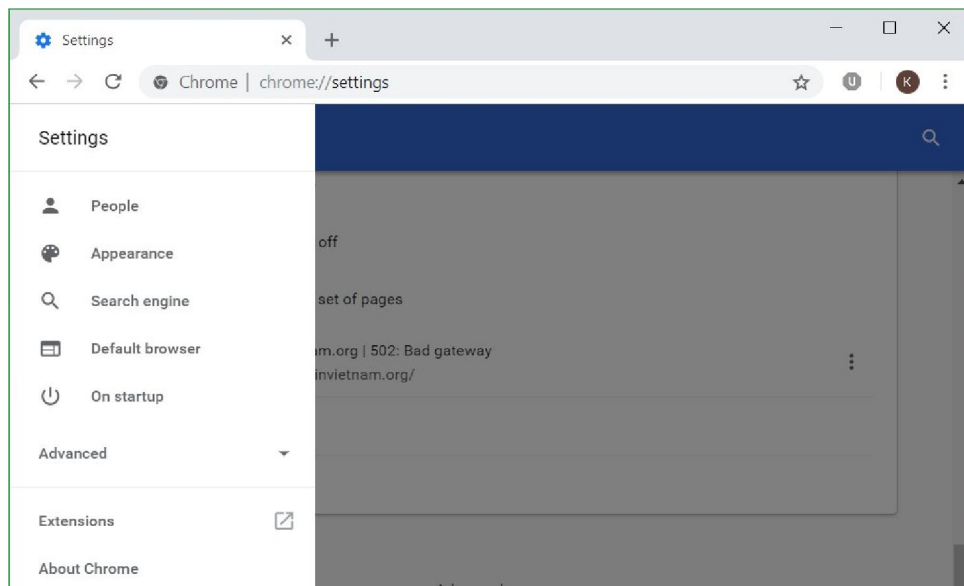 Settings
Chrome | chrome://settings
K
Settings
People
Appearance
Search engine
Default browser
On startup
Advanced
Extensions
About Chrome
off
set of pages
am.org | 502: Bad gateway
invietnam.org/